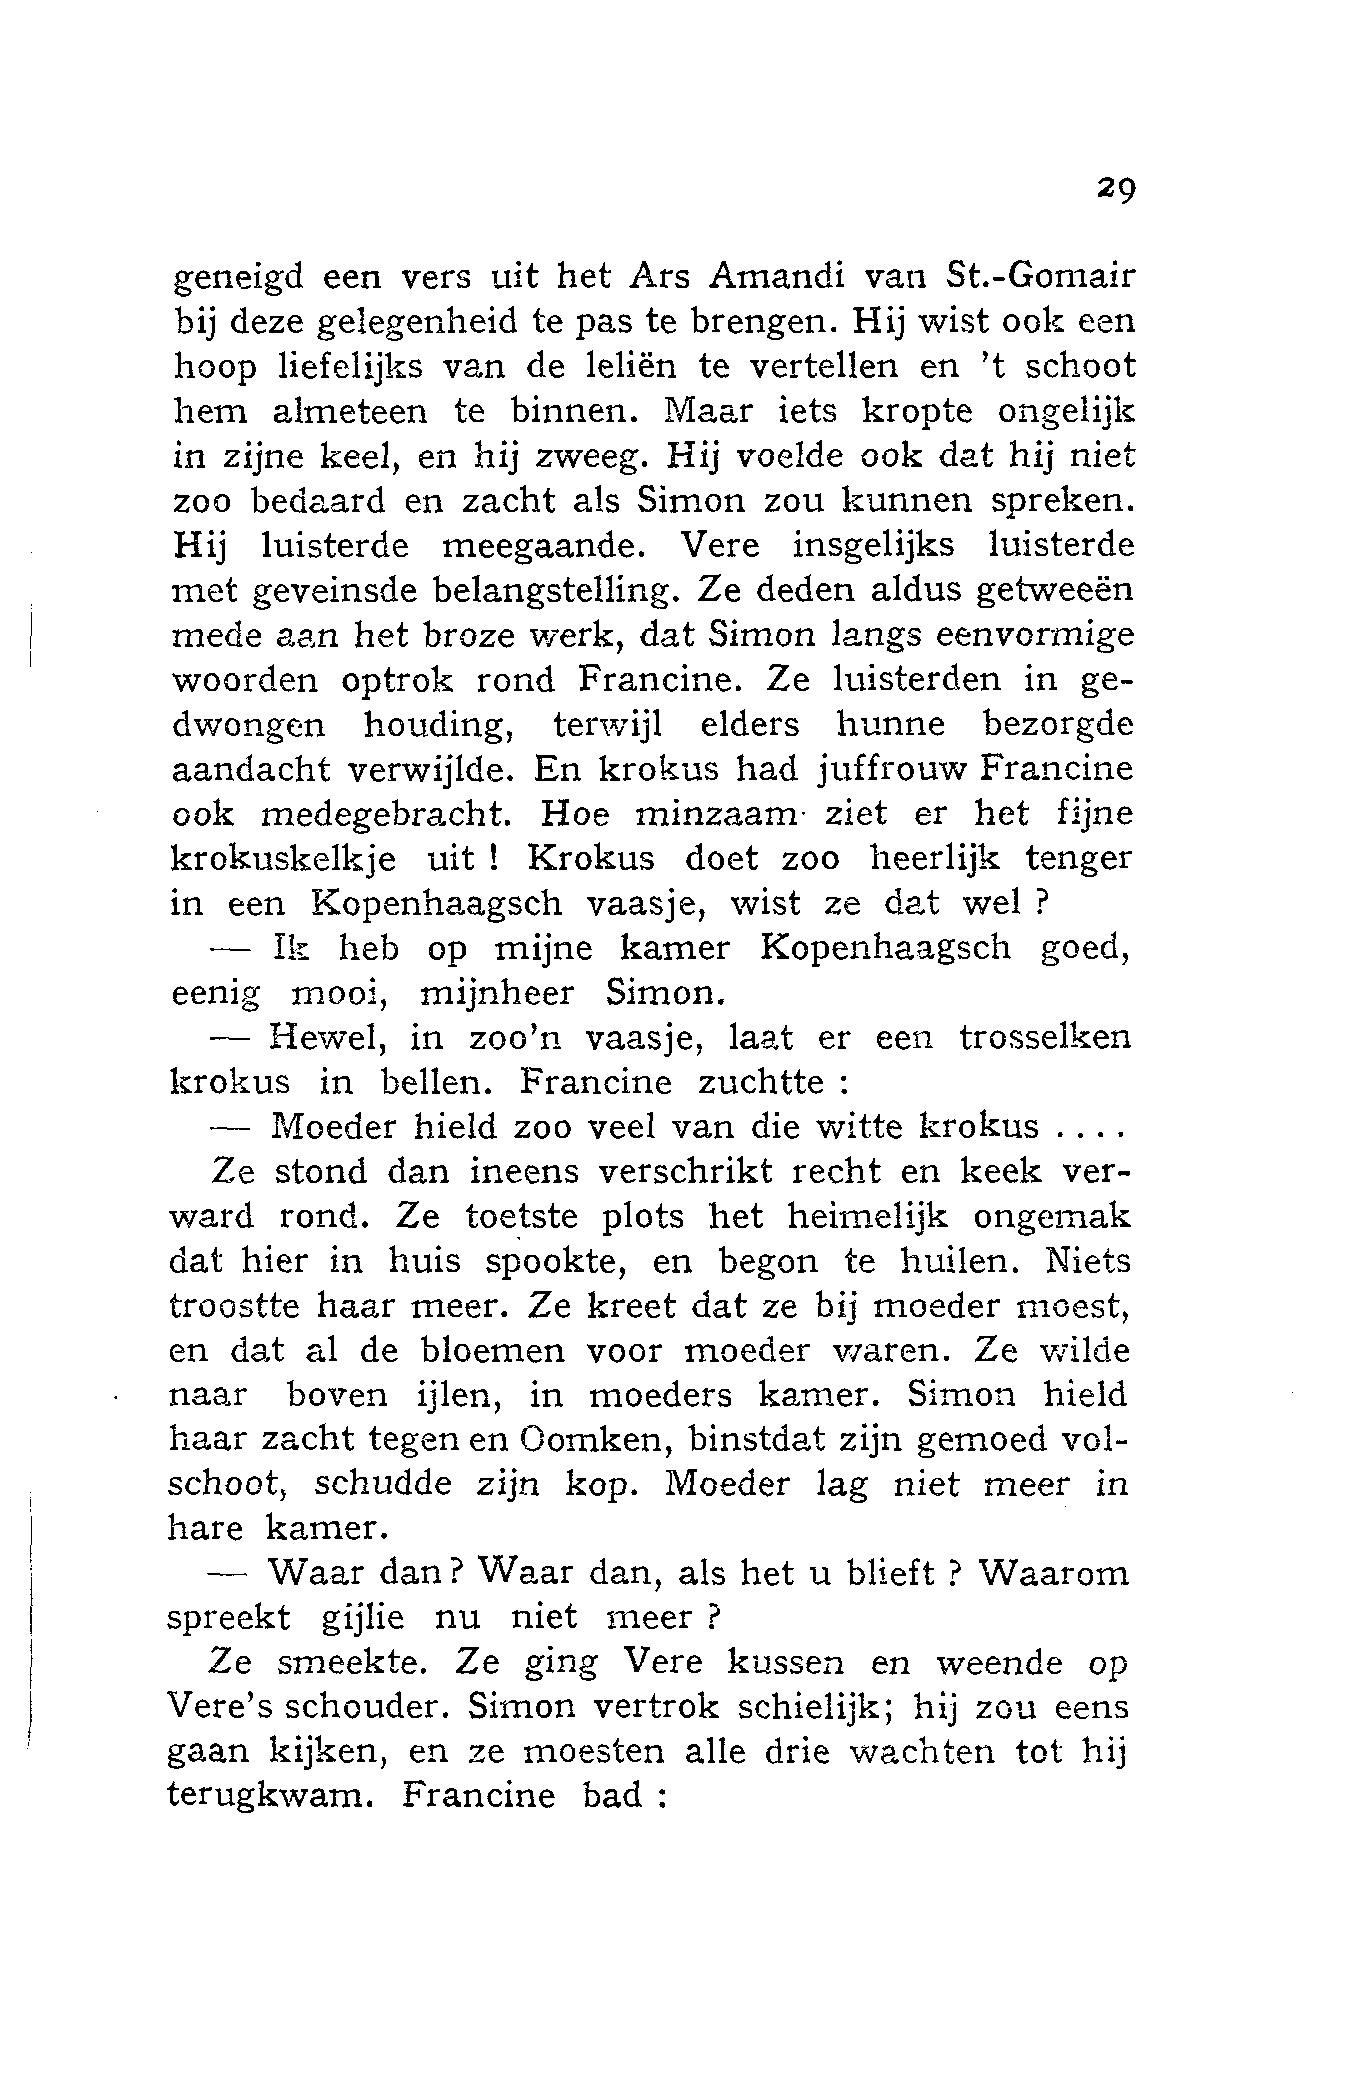 29
geneigd een vers uit het Ars Amandi van St.-Gomair
bij deze gelegenheid te pas te brengen. Hij wist ook een
hoop liefelijks van de leliën te vertellen en 't schoot
hem almeteen te binnen. Maar iets kropte ongelijk
in zijne keel, en hij zweeg. Hij voelde ook dat hij niet
zoo bedaard en zacht als Simon zou kunnen spreken.
Hij luisterde meegaande. Vere insgelijks luisterde
met geveinsde belangstelling. Ze deden aldus getweeën
mede aan het broze werk, dat Simon langs eenvormige
woorden optrok rond Francine. Ze luisterden in ge-
dwongen houding, terwijl elders hunne bezorgde
aandacht verwijlde. En krokus had juffrouw Francine
ook medegebracht. Hoe minzaam ziet er het fijne
krokuskelkje uit ! Krokus doet zoo heerlijk tenger
in een Kopenhaagsch vaasje, wist ze dat wel ?
— Ik heb op mijne kamer Kopenhaagsch goed,
eenig mooi, mijnheer Simon.
— Hewel, in zoo'n vaasje, laat er een trosselken
krokus in bellen. Francine zuchtte :
— Moeder hield zoo veel van die witte krokus ....
Ze stond dan ineens verschrikt recht en keek ver-
ward rond. Ze toetste plots het heimelijk ongemak
dat hier in huis spookte, en begon te huilen. Niets
troostte haar meer. Ze kreet dat ze bij moeder moest,
en dat al de bloemen voor moeder waren. Ze wilde
naar boven ijlen, in moeders kamer. Simon hield
haar zacht tegen en Oomken, binstdat zijn gemoed vol-
schoot, schudde zijn kop. Moeder lag niet meer in
hare kamer.
— Waar dan? Waar dan, als het u blieft ? Waarom
spreekt gijlie nu niet meer ?
Ze smeekte. Ze ging Vere kussen en weende op
Vere's schouder. Simon vertrok schielijk; hij zou eens
gaan kijken, en ze moesten alle drie wachten tot hij
terugkwam. Francine bad :